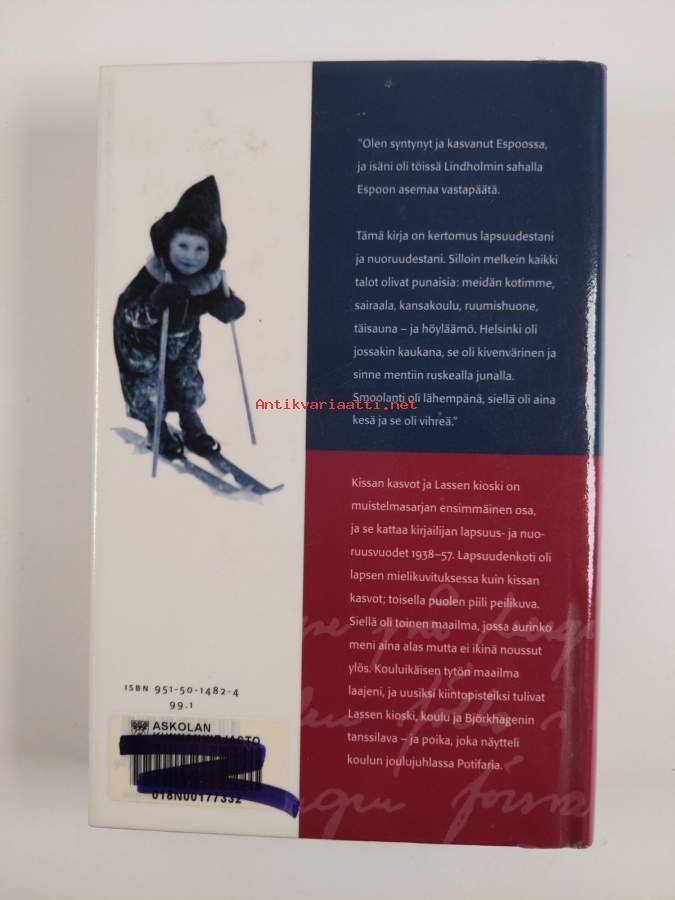 "Olen syntynyt ja kasvanut Espoossa,
ja isäni oli töissä Lindholmin sahalla
Espoon asemaa vastapäätä.
Tämä kirja on kertomus lapsuudestani
ja nuoruudestani. Silloin melkein kaikki
talot olivat punaisia: meidän kotimme,
sairaala, kansakoulu, ruumishuone,
täisauna – ja höyläämö. Helsinki oli
jossakin kaukana, se oli kivenvärinen ja
sinne mentiin ruskealla junalla.
Smoolanti oli lähempänä, siellä oli aina
kesä ja se oli vihreä."
Antikvariaatti.net
Kissan kasvot ja Lassen kioski on
muistelmasarjan ensimmäinen osa,
ja se kattaa kirjailijan lapsuus- ja nuo-
ruusvuodet 1938–57. Lapsuudenkoti oli
lapsen mielikuvituksessa kuin kissan
kasvot; toisella puolen piili peilikuva.
Siellä oli toinen maailma, jossa aurinko
meni aina alas mutta ei ikinä noussut
ylös. Kouluikäisen tytön maailma
laajeni, ja uusiksi kiintopisteiksi tulivat
Lassen kioski, koulu ja Björkhagenin
tanssilava – ja poika, joka näytteli
koulun joulujuhlassa Potifaria.
ISBN 951-50-1482-4
99.1
ASKOLAN
018N00177332